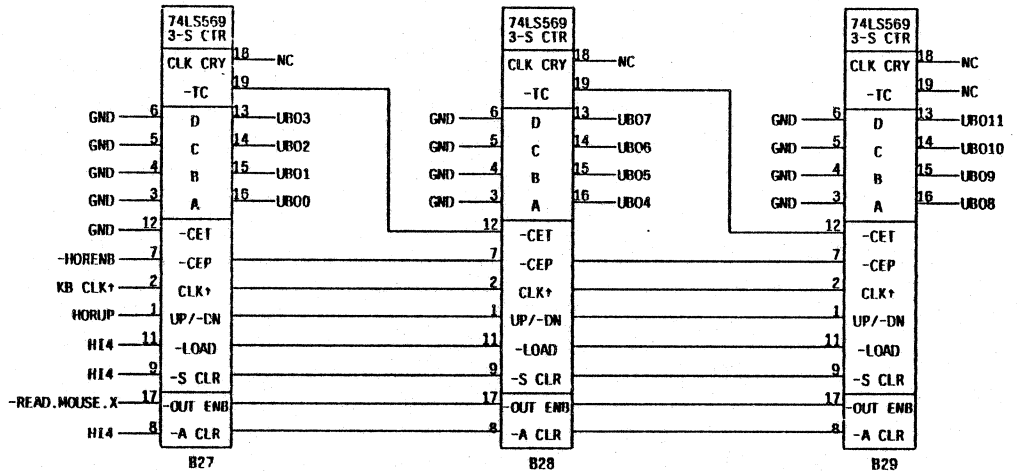 74LS569 74LS569 74LS569
3-S CTR 3-S CTR 3-S CTR
CLK CRY 18 NC CLK CRY 18 NC CLK CRY 18 NC
-TC 19 -TC 19 -TC 19 NC
GND 6 D 13 UB03 GND 6 D 13 UB07 GND 6 D 13 UB011
GND 5 C 14 UB02 GND 5 C 14 UB06 GND 5 C 14 UB010
GND 4 B 15 UB01 GND 4 B 15 UB05 GND 4 B 15 UB09
GND 3 A 16 UB00 GND 3 A 16 UB04 GND 3 A 16 UB08
GND 12 -CET 12 -CET 12 -CET
-HORENB 7 -CEP 7 -CEP 7 -CEP
KB CLK↑ 2 CLK↑ 2 CLK↑ 2 CLK↑
HORUP 1 UP/-DN 1 UP/-DN 1 UP/-DN
HI4 11 -LOAD 11 -LOAD 11 -LOAD
HI4 9 -S CLR 9 -S CLR 9 -S CLR
-READ.MOUSE.X 17 -OUT ENB 17 -OUT ENB 17 -OUT ENB
HI4 8 -A CLR 8 -A CLR 8 -A CLR
B27 B28 B29